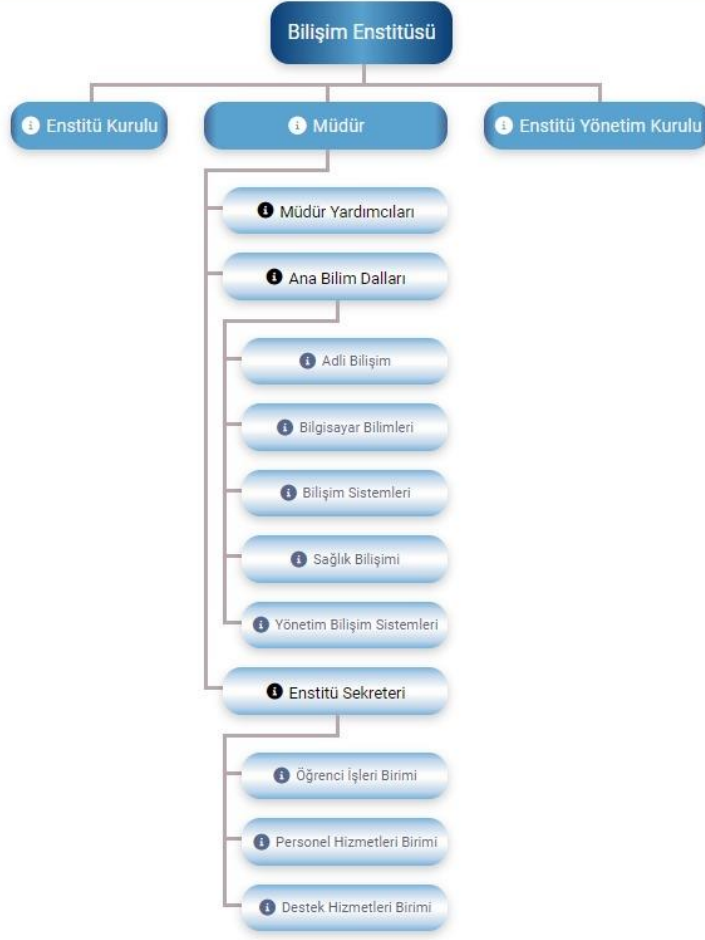 Bilişim Enstitüsü
Enstitü Kurulu
Müdür
Enstitü Yönetim Kurulu
Müdür Yardımcıları
Ana Bilim Dalları
Adli Bilişim
Bilgisayar Bilimleri
Bilişim Sistemleri
Sağlık Bilişimi
Yönetim Bilişim Sistemleri
Enstitü Sekreteri
Öğrenci İşleri Birimi
Personel Hizmetleri Birimi
Destek Hizmetleri Birimi